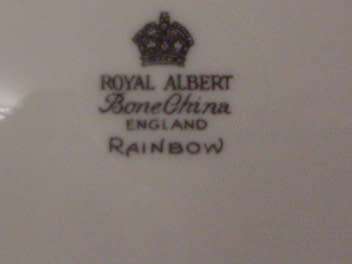 ROYAL ALBERT
Bone China
ENGLAND
RAINBOW